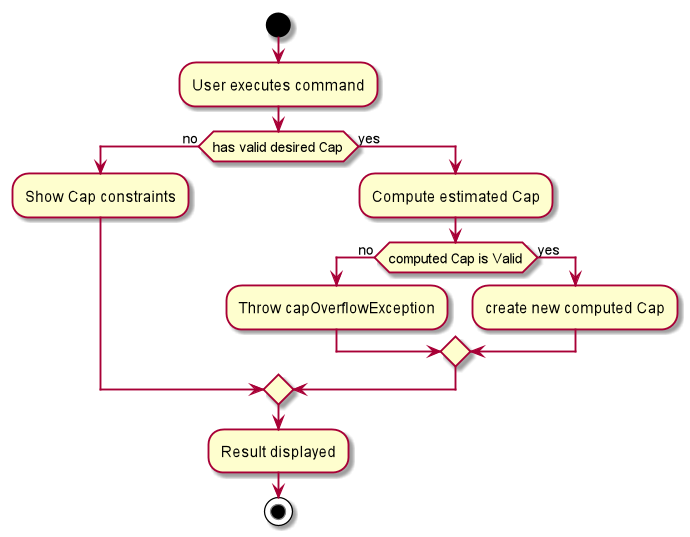 User executes command
no
has valid desired Cap
yes
Show Cap constraints
Compute estimated Cap
no
computed Cap is Valid
yes
Throw capOverflowException
create new computed Cap
Result displayed